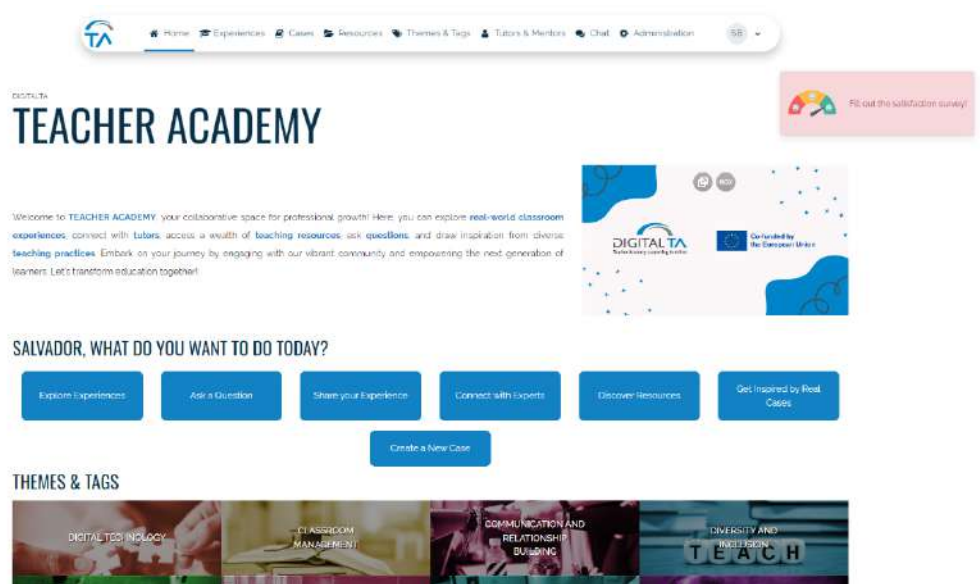 TA
Home Experiences Cases Resources Themes & Tags Tutors & Mentors Chat Administration SB
Fill out the satisfaction survey!
DIGITALTA
TEACHER ACADEMY
Welcome to TEACHER ACADEMY, your collaborative space for professional growth! Here, you can explore real-world classroom
experiences, connect with tutors, access a wealth of teaching resources, ask questions, and draw inspiration from diverse
teaching practices. Embark on your journey by engaging with our vibrant community and empowering the next generation of
learners. Let's transform education together!
DIGITAL TA
Co-funded by
the European Union
SALVADOR, WHAT DO YOU WANT TO DO TODAY?
Explore Experiences
Ask a Question
Share your Experience
Connect with Experts
Discover Resources
Get Inspired by Real
Cases
Create a New Case
THEMES & TAGS
DIGITAL TECHNOLOGY
CLASSROOM
MANAGEMENT
COMMUNICATION AND
RELATIONSHIP
BUILDING
DIVERSITY AND
INCLUSION
TEACH